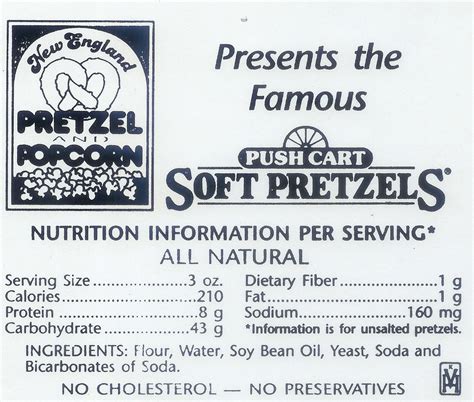 New England
PRETZEL
AND
POPCORN
Presents the
Famous
PUSH CART
SOFT PRETZELS®
NUTRITION INFORMATION PER SERVING*
ALL NATURAL
Serving Size..................3 oz.
Calories.........................210
Protein ..........................8 g
Carbohydrate................43 g
Dietary Fiber..................1 g
Fat..................................1 g
Sodium....................160 mg
*Information is for unsalted pretzels.
INGREDIENTS: Flour, Water, Soy Bean Oil, Yeast, Soda and
Bicarbonates of Soda.
NO CHOLESTEROL — NO PRESERVATIVES